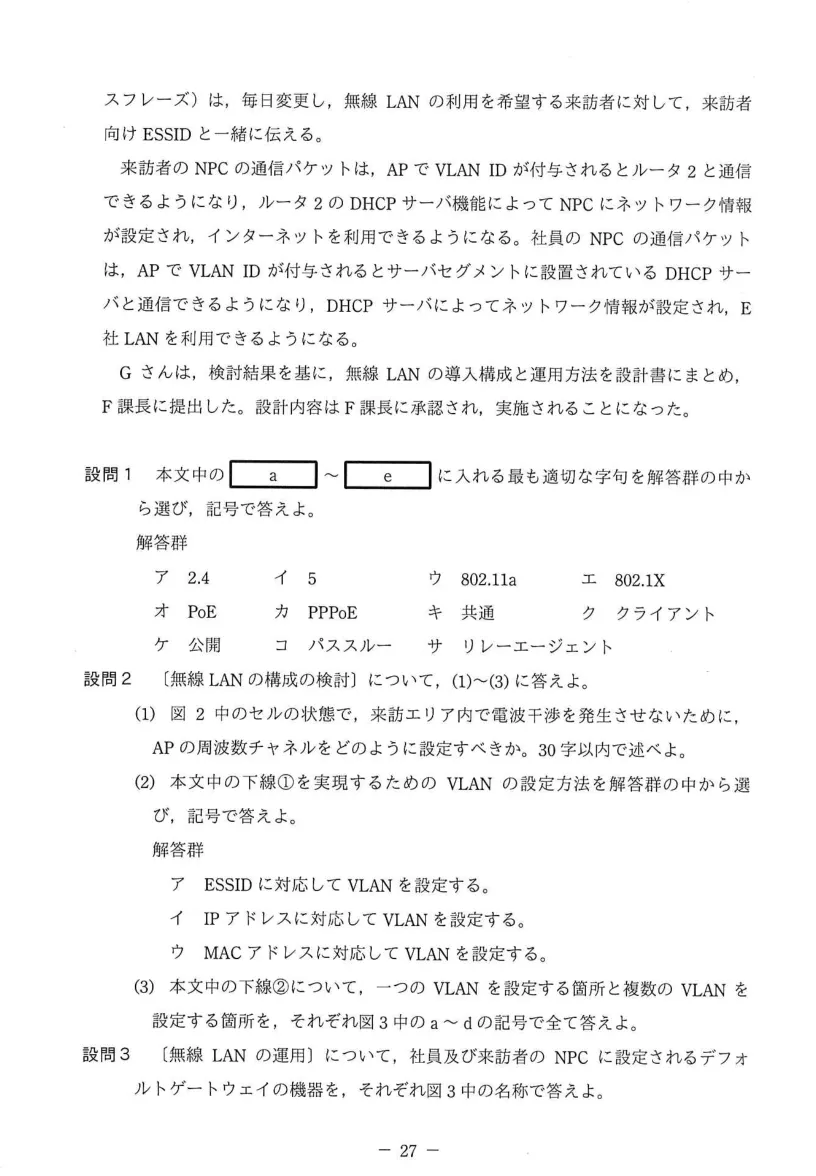 スフレーズ）は，毎日変更し，無線 LAN の利用を希望する来訪者に対して，来訪者
向け ESSID と一緒に伝える。
来訪者の NPC の通信パケットは，AP で VLAN ID が付与されるとルータ 2 と通信
できるようになり，ルータ 2 の DHCP サーバ機能によって NPC にネットワーク情報
が設定され，インターネットを利用できるようになる。社員の NPC の通信パケット
は，AP で VLAN ID が付与されるとサーバセグメントに設置されている DHCP サー
バと通信できるようになり，DHCP サーバによってネットワーク情報が設定され，E
社 LAN を利用できるようになる。
G さんは，検討結果を基に，無線 LAN の導入構成と運用方法を設計書にまとめ，
F 課長に提出した。設計内容は F 課長に承認され，実施されることになった。
設問1 本文中の a ～ e に入れる最も適切な字句を解答群の中か
ら選び，記号で答えよ。
解答群
ア 2.4 イ 5 ウ 802.11a エ 802.1X
オ PoE カ PPPoE キ 共通 ク クライアント
ケ 公開 コ パススルー サ リレーエージェント
設問2 〔無線 LAN の構成の検討〕について，(1)～(3) に答えよ。
(1) 図 2 中のセルの状態で，来訪エリア内で電波干渉を発生させないために，
AP の周波数チャネルをどのように設定すべきか。30 字以内で述べよ。
(2) 本文中の下線①を実現するための VLAN の設定方法を解答群の中から選
び，記号で答えよ。
解答群
ア ESSID に対応して VLAN を設定する。
イ IP アドレスに対応して VLAN を設定する。
ウ MAC アドレスに対応して VLAN を設定する。
(3) 本文中の下線②について，一つの VLAN を設定する箇所と複数の VLAN を
設定する箇所を，それぞれ図 3 中の a ～ d の記号で全て答えよ。
設問3 〔無線 LAN の運用〕について，社員及び来訪者の NPC に設定されるデフォ
ルトゲートウェイの機器を，それぞれ図 3 中の名称で答えよ。
－ 27 －